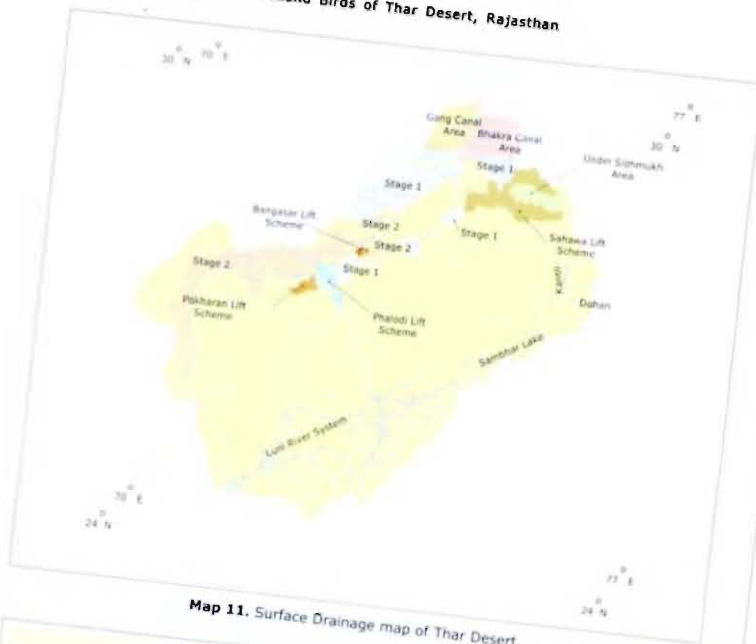 Birds of Thar Desert, Rajasthan
30° N 70° E
77° E
30° N
Gang Canal
Area
Bhakra Canal
Area
Under Sidhmukh
Area
Stage 1
Stage 1
Bangasar Lift
Scheme
Stage 2
Stage 1
Sahawa Lift
Scheme
Stage 2
Stage 2
Stage 1
Kantli
Pokharan Lift
Scheme
Dohan
Phalodi Lift
Scheme
Sambhar Lake
Luni River System
70° E
24° N
77° E
24° N
Map 11. Surface Drainage map of Thar Desert